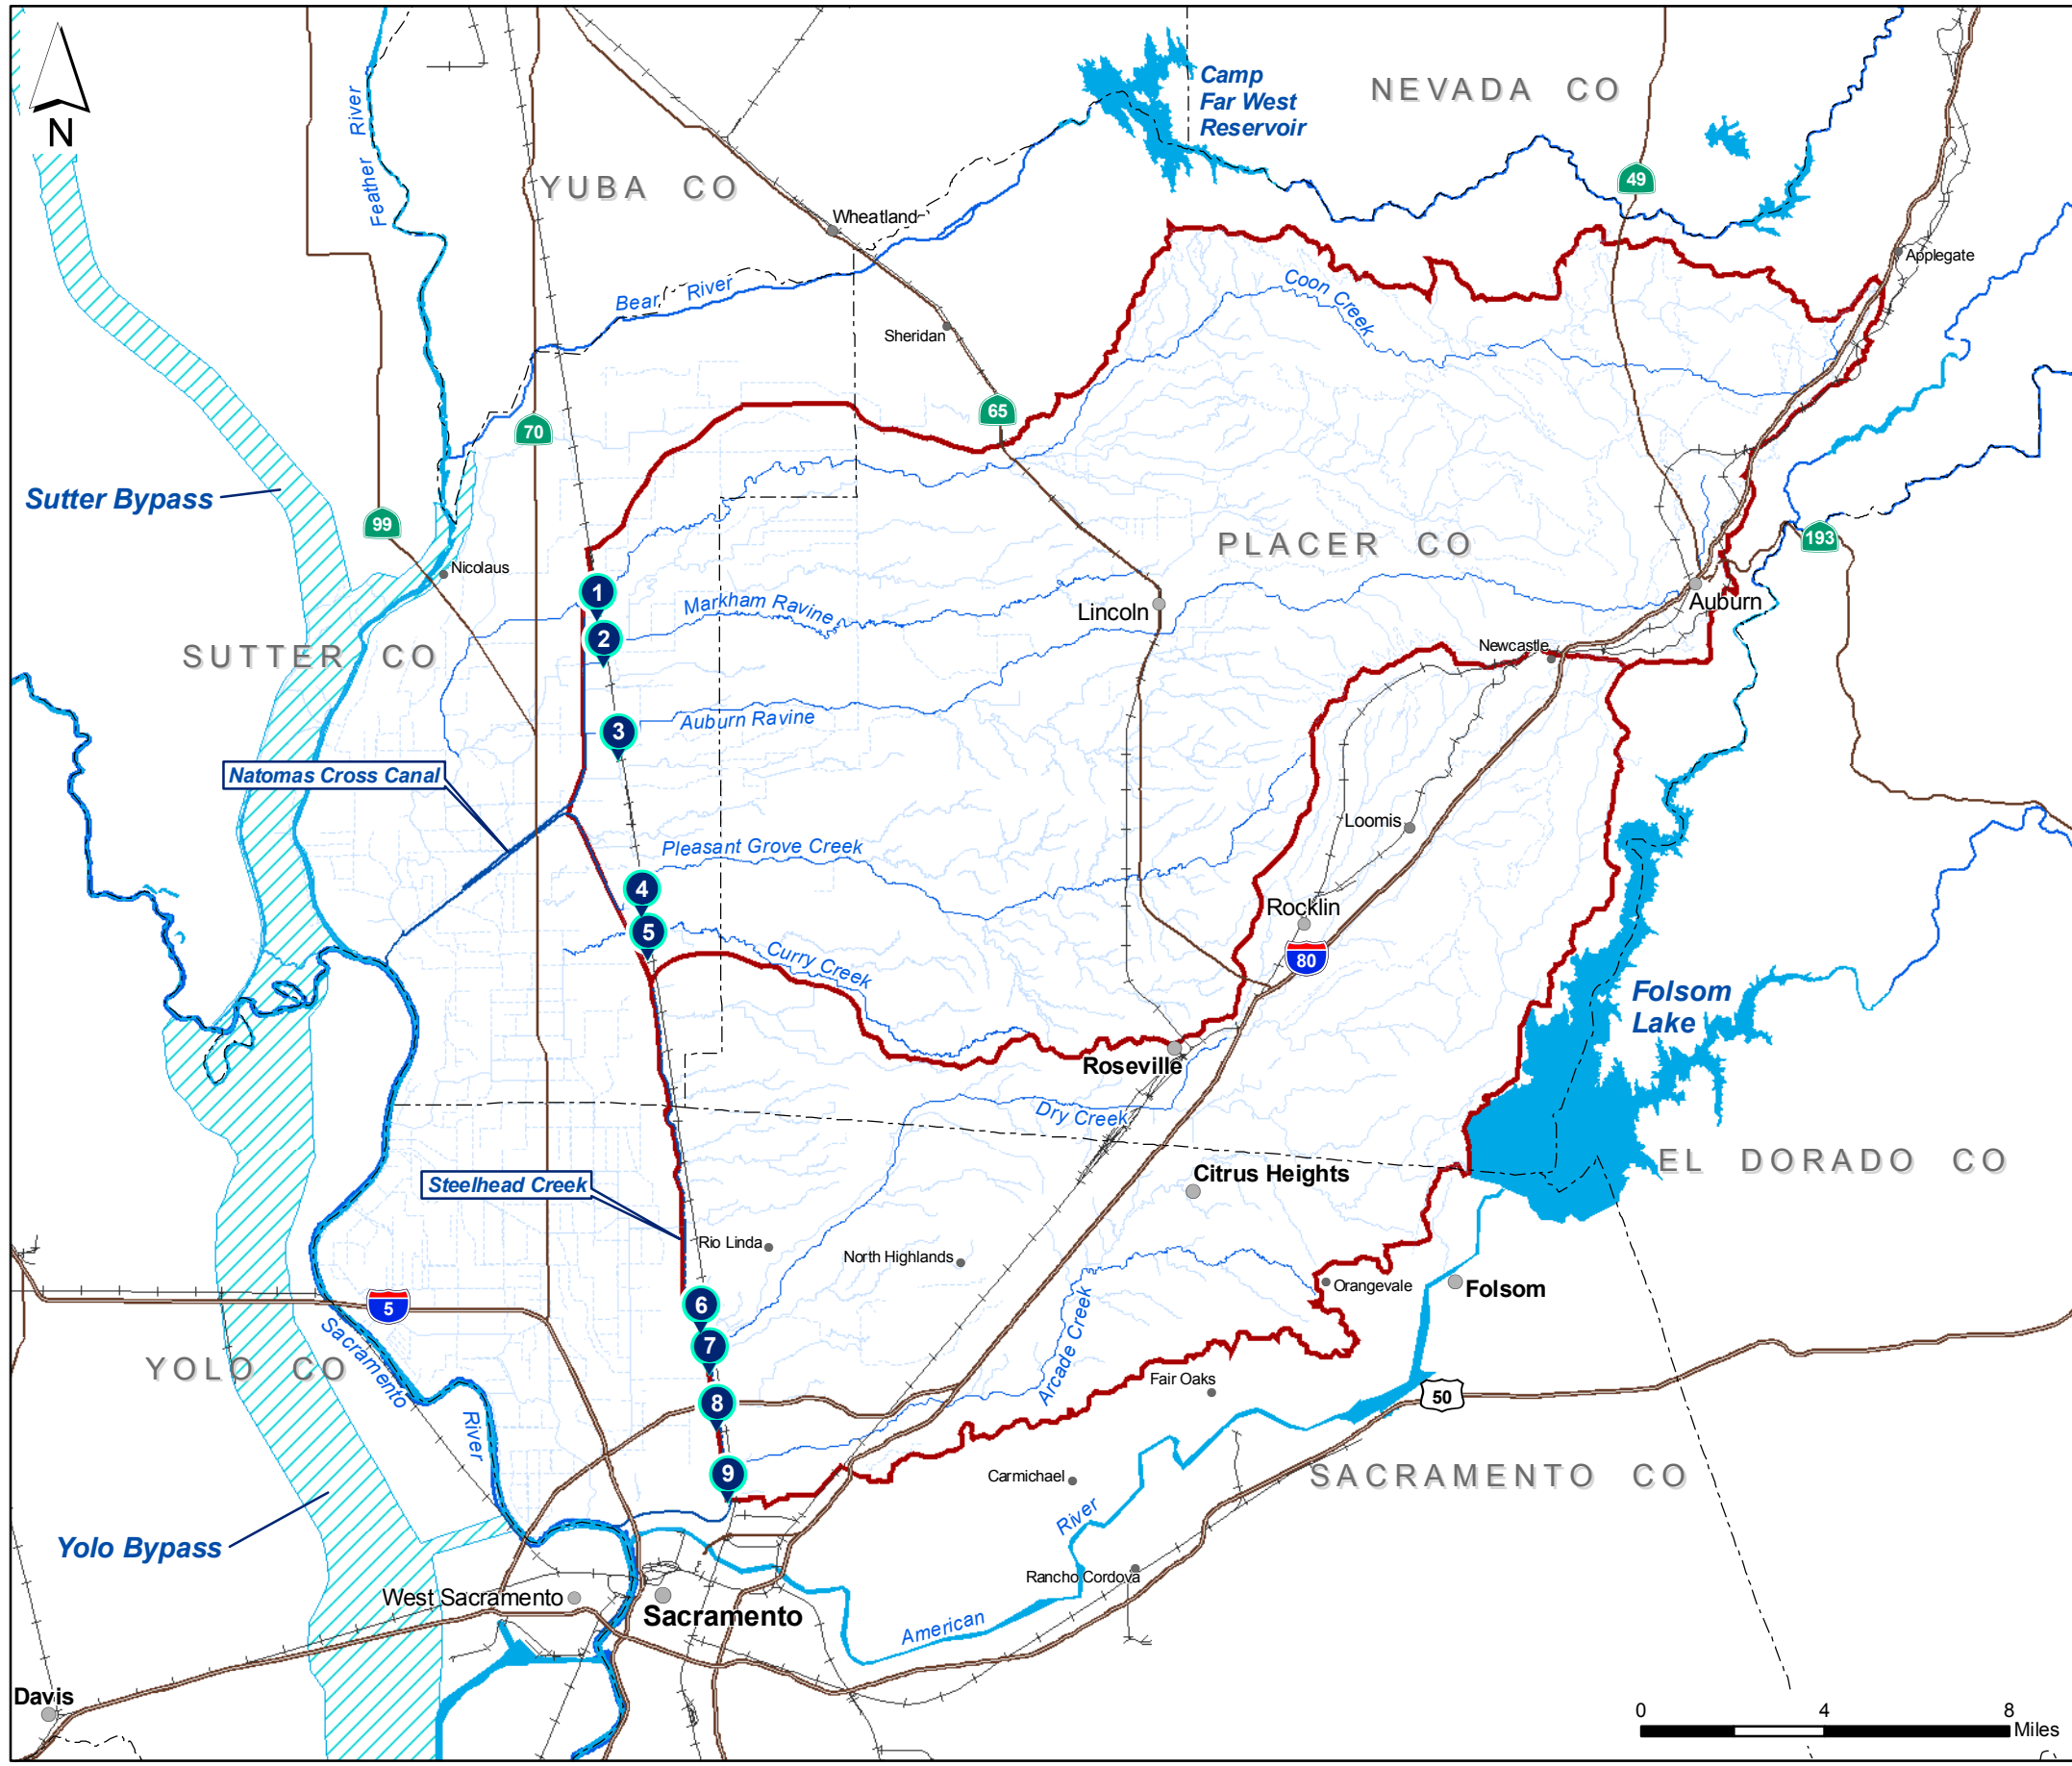 N
Feather River
YUBA CO
Camp
Far West
Reservoir
NEVADA CO
49
Wheatland
Applegate
Bear River
Coon Creek
Sheridan
65
70
Sutter Bypass
99
PLACER CO
193
Nicolaus
1
Markham Ravine
Lincoln
Auburn
2
SUTTER CO
Newcastle
3
Auburn Ravine
Natomas Cross Canal
Loomis
Pleasant Grove Creek
4
Rocklin
5
Curry Creek
80
Folsom
Lake
Roseville
Dry Creek
EL DORADO CO
Citrus Heights
Steelhead Creek
Rio Linda
North Highlands
Orangevale
Folsom
5
6
Sacramento River
7
YOLO CO
Arcade Creek
Fair Oaks
50
8
9
Carmichael
SACRAMENTO CO
Yolo Bypass
American River
Rancho Cordova
West Sacramento
Sacramento
Davis
0 4 8
Miles